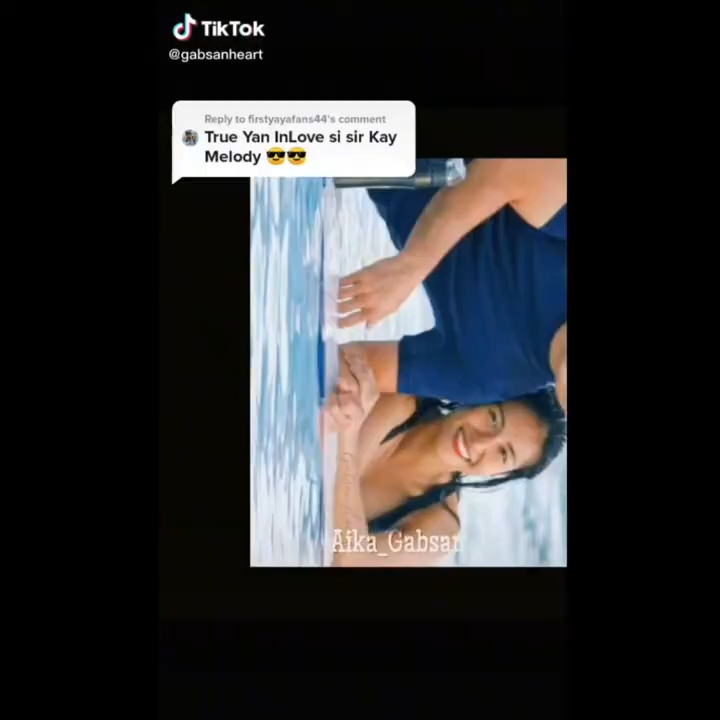 TikTok
@gabsanheart
Reply to firstyayafans44's comment
True Yan InLove si sir Kay
Melody 😎😎
Aika_Gabsan